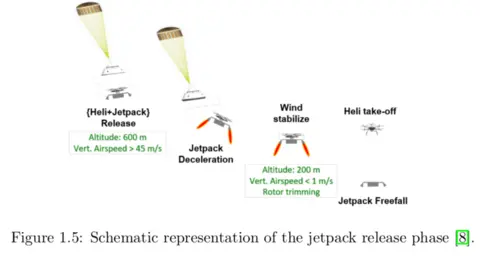 {Heli+Jetpack}
Release
Altitude: 600 m
Vert. Airspeed > 45 m/s
Jetpack
Deceleration
Wind
stabilize
Altitude: 200 m
Vert. Airspeed < 1 m/s
Rotor trimming
Heli take-off
Jetpack Freefall
Figure 1.5: Schematic representation of the jetpack release phase [8].